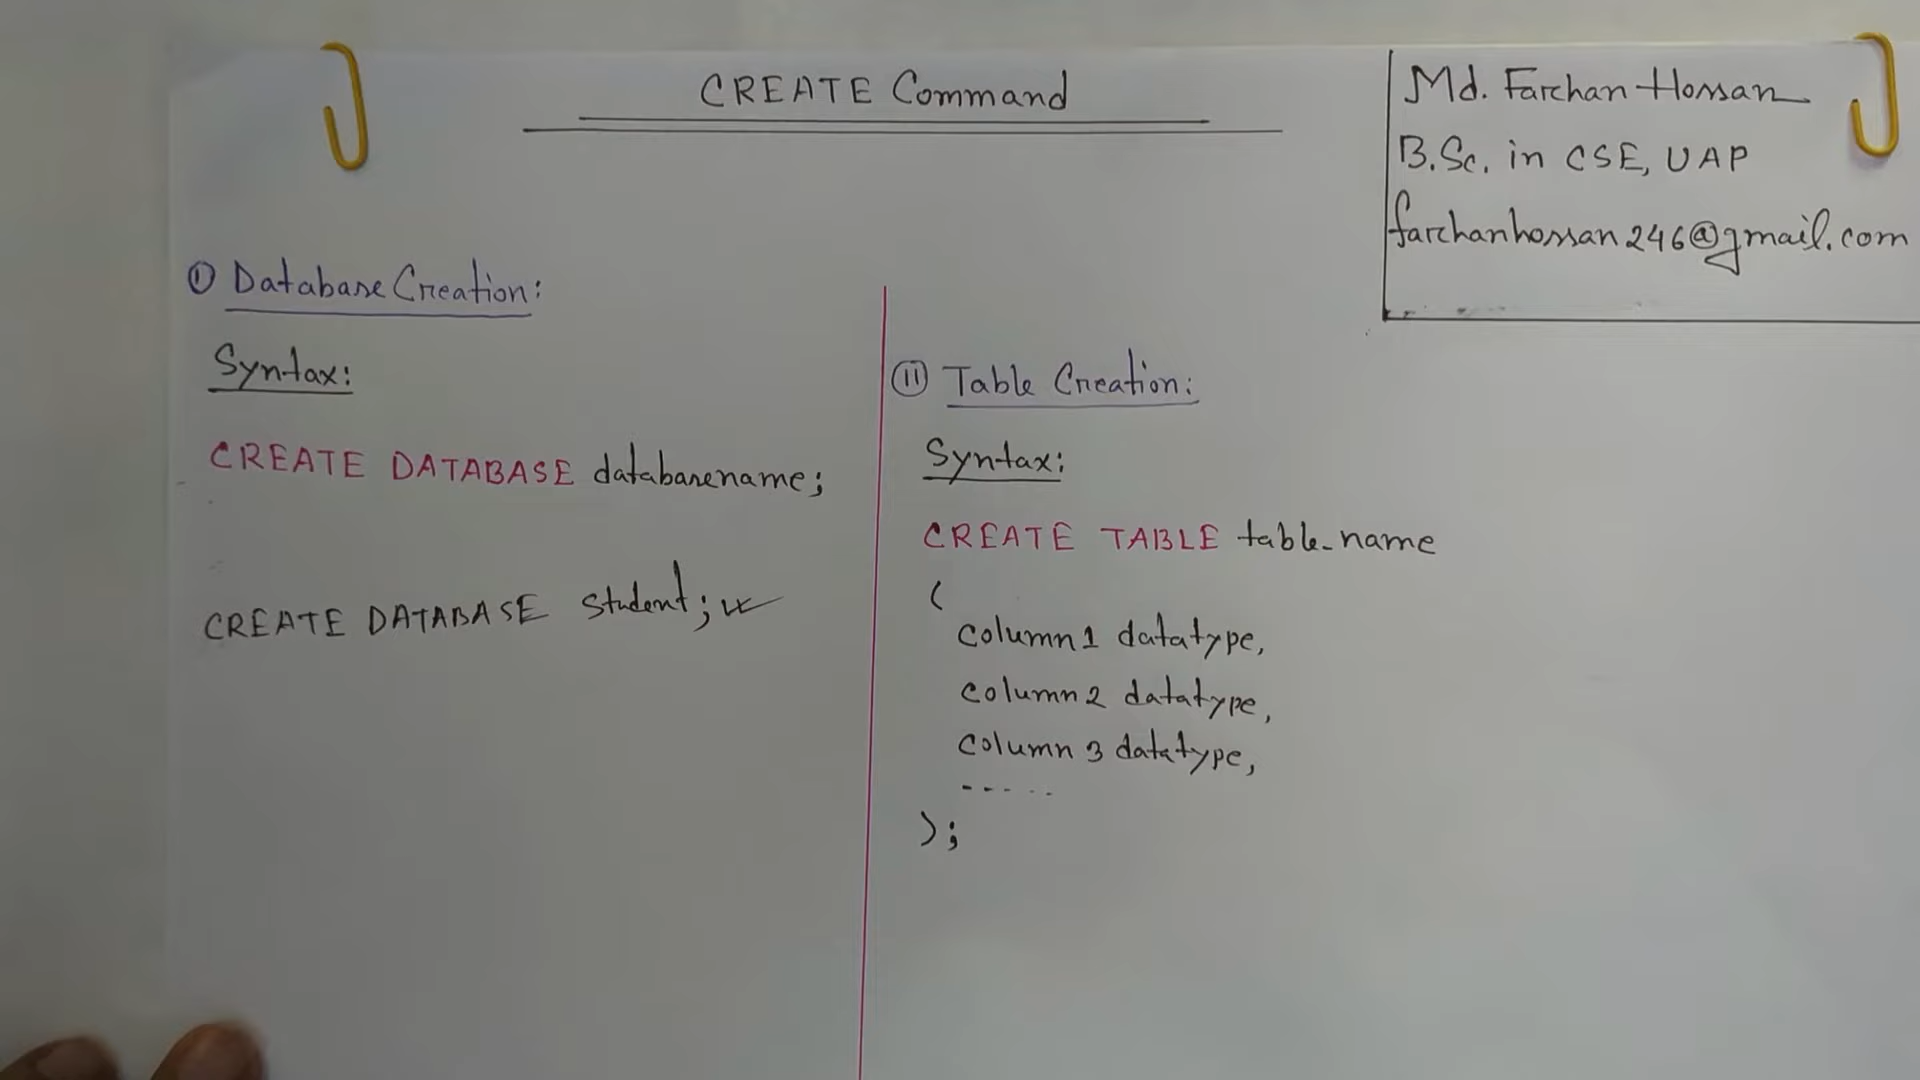 CREATE Command
Md. Farhan Hossan
B.Sc. in CSE, UAP
farhanhossan246@gmail.com
① Database Creation:
Syntax:
CREATE DATABASE databasename;
CREATE DATABASE Student;
⑪ Table Creation:
Syntax:
CREATE TABLE table_name
(
column1 datatype,
column2 datatype,
column3 datatype,
-----
);